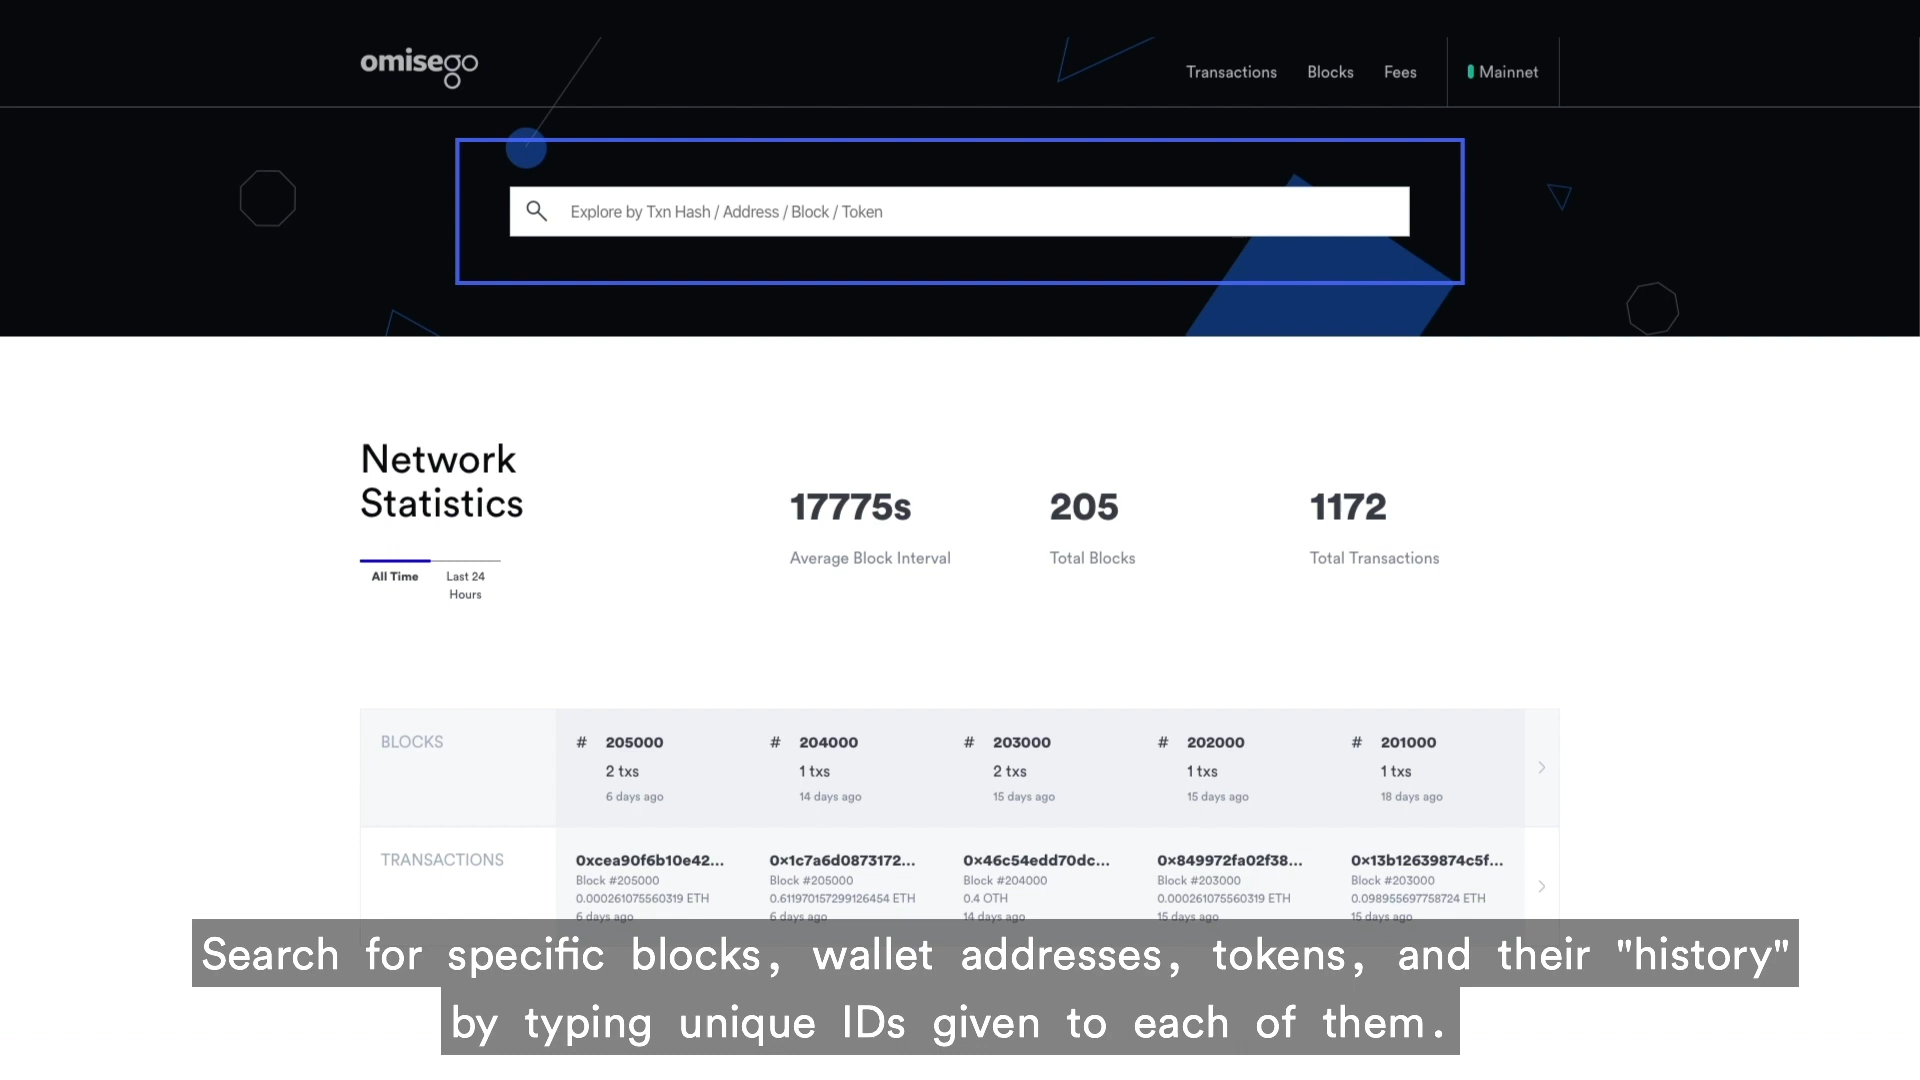 omisego
Transactions Blocks Fees Mainnet
Explore by Txn Hash / Address / Block / Token
Network
Statistics
17775s 205 1172
Average Block Interval Total Blocks Total Transactions
All Time Last 24
Hours
BLOCKS # 205000 # 204000 # 203000 # 202000 # 201000
2 txs 1 txs 2 txs 1 txs 1 txs
6 days ago 14 days ago 15 days ago 15 days ago 18 days ago
TRANSACTIONS 0xcea90f6b10e42... 0x1c7a6d0873172... 0x46c54edd70dc... 0x849972fa02f38... 0x13b12639874c5f...
Block #205000 Block #205000 Block #204000 Block #203000 Block #203000
0.000261075560319 ETH 0.611970157299126454 ETH 0.4 OTH 0.000261075560319 ETH 0.098955697758724 ETH
6 days ago 6 days ago 14 days ago 15 days ago 15 days ago
Search for specific blocks, wallet addresses, tokens, and their "history"
by typing unique IDs given to each of them.